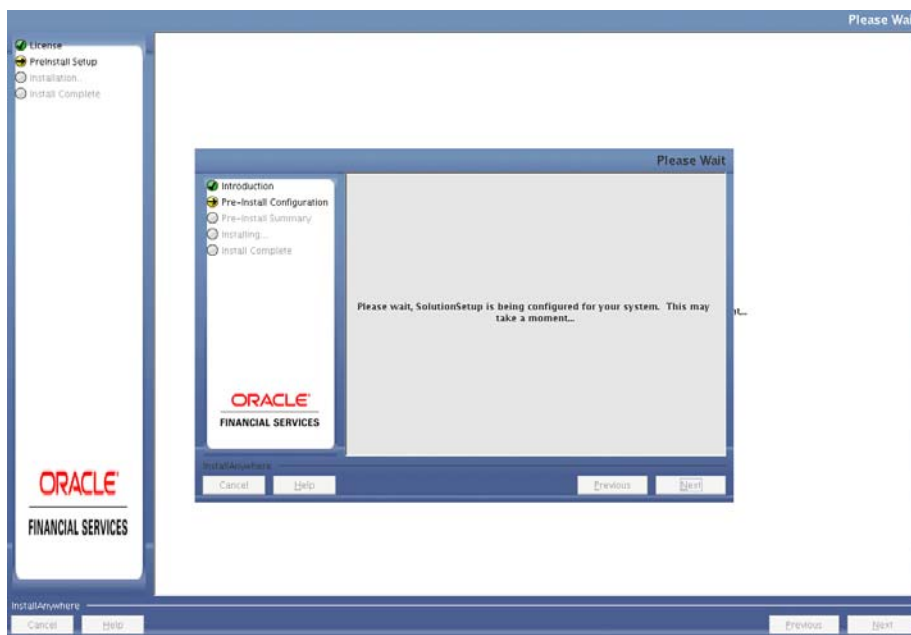 Please Wai
License
PreInstall Setup
Installation...
Install Complete
Please Wait
Introduction
Pre-Install Configuration
Pre-Install Summary
Installing...
Install Complete
Please wait, SolutionSetup is being configured for your system. This may
take a moment...
ORACLE
FINANCIAL SERVICES
InstallAnywhere
Cancel
Help
Previous
Next
ORACLE
FINANCIAL SERVICES
InstallAnywhere
Cancel
Help
Previous
Next